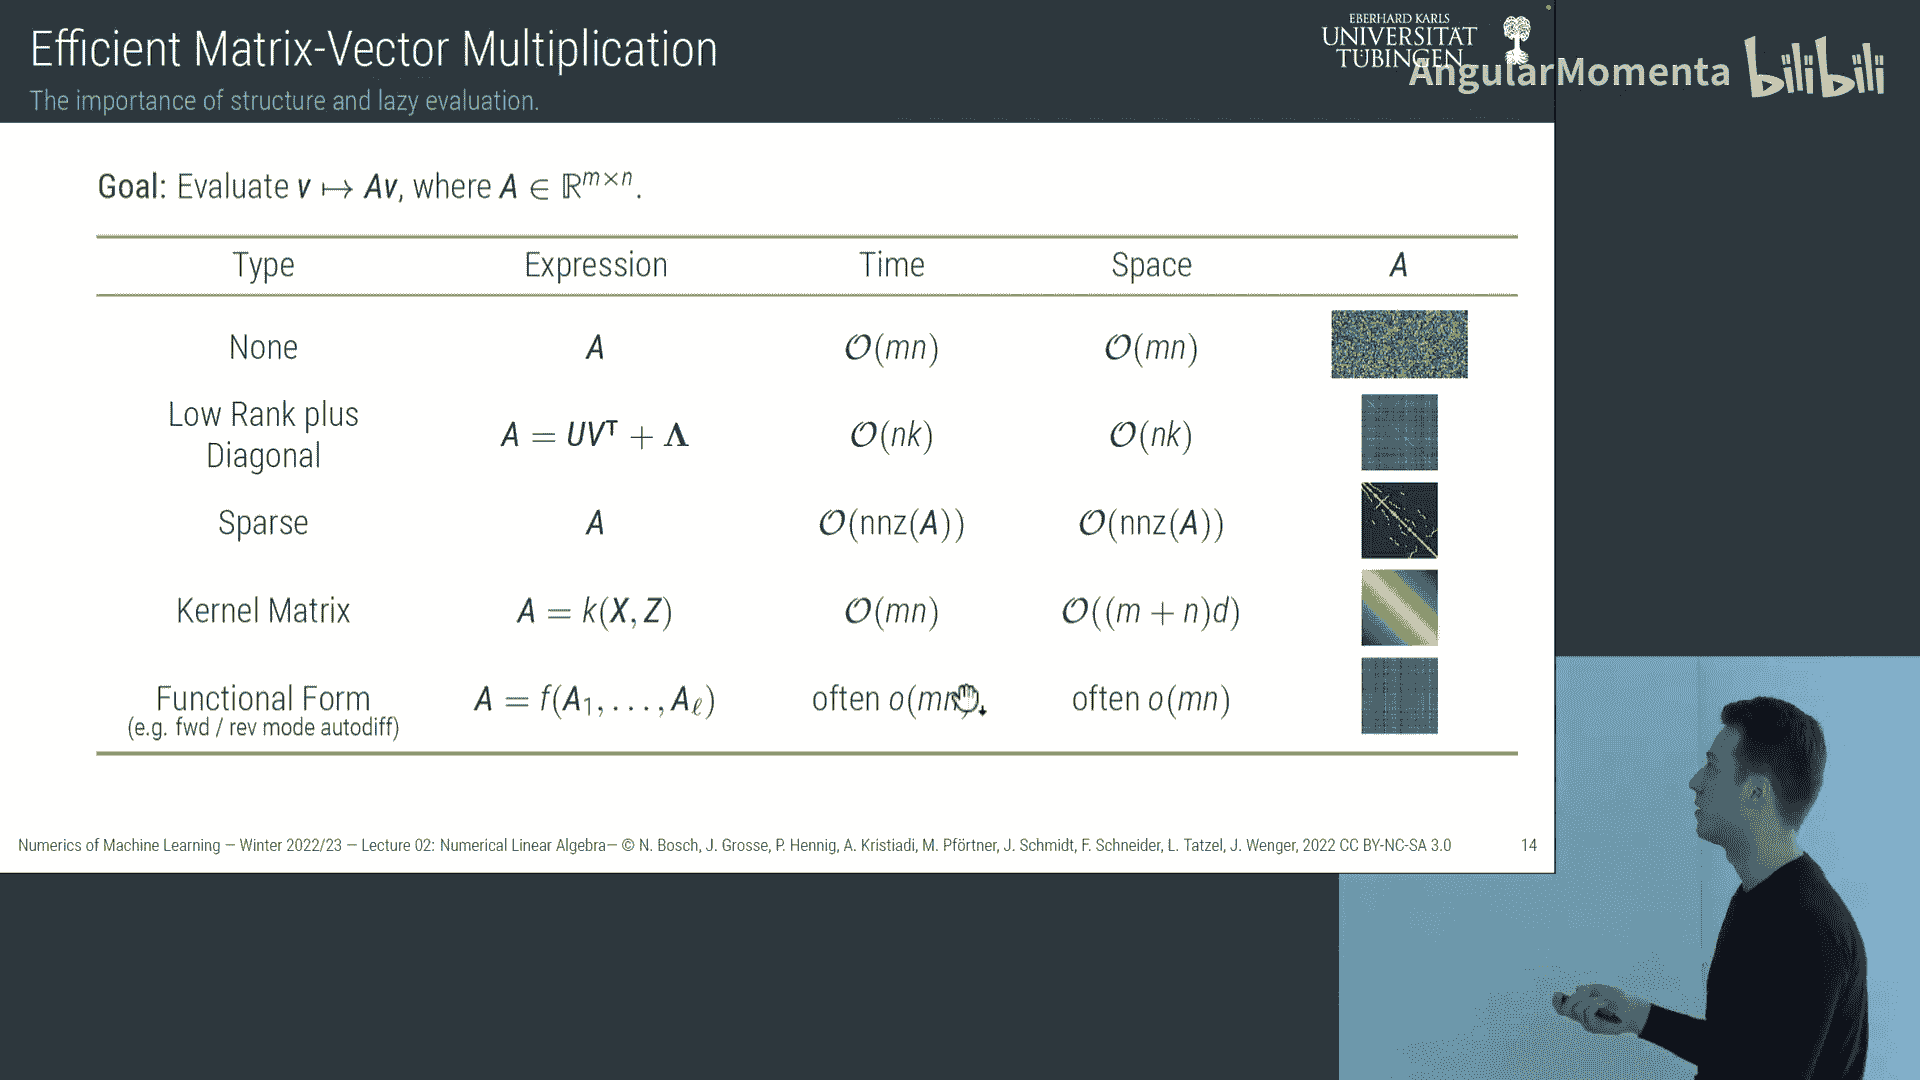 Efficient Matrix-Vector Multiplication
The importance of structure and lazy evaluation.
EBERHARD KARLS
UNIVERSITÄT
TÜBINGEN
AngularMomenta bilibili
Goal: Evaluate v ↦ Av, where A ∈ ℝ^{m×n}.
Type Expression Time Space A
None A 𝒪(mn) 𝒪(mn)
Low Rank plus
Diagonal A = UVᵀ + Λ 𝒪(nk) 𝒪(nk)
Sparse A 𝒪(nnz(A)) 𝒪(nnz(A))
Kernel Matrix A = k(X, Z) 𝒪(mn) 𝒪((m + n)d)
Functional Form A = f(A₁, . . . , A_ℓ) often o(mn) often o(mn)
(e.g. fwd / rev mode autodiff)
Numerics of Machine Learning — Winter 2022/23 — Lecture 02: Numerical Linear Algebra— © N. Bosch, J. Grosse, P. Hennig, A. Kristiadi, M. Pförtner, J. Schmidt, F. Schneider, L. Tatzel, J. Wenger, 2022 CC BY-NC-SA 3.0 14